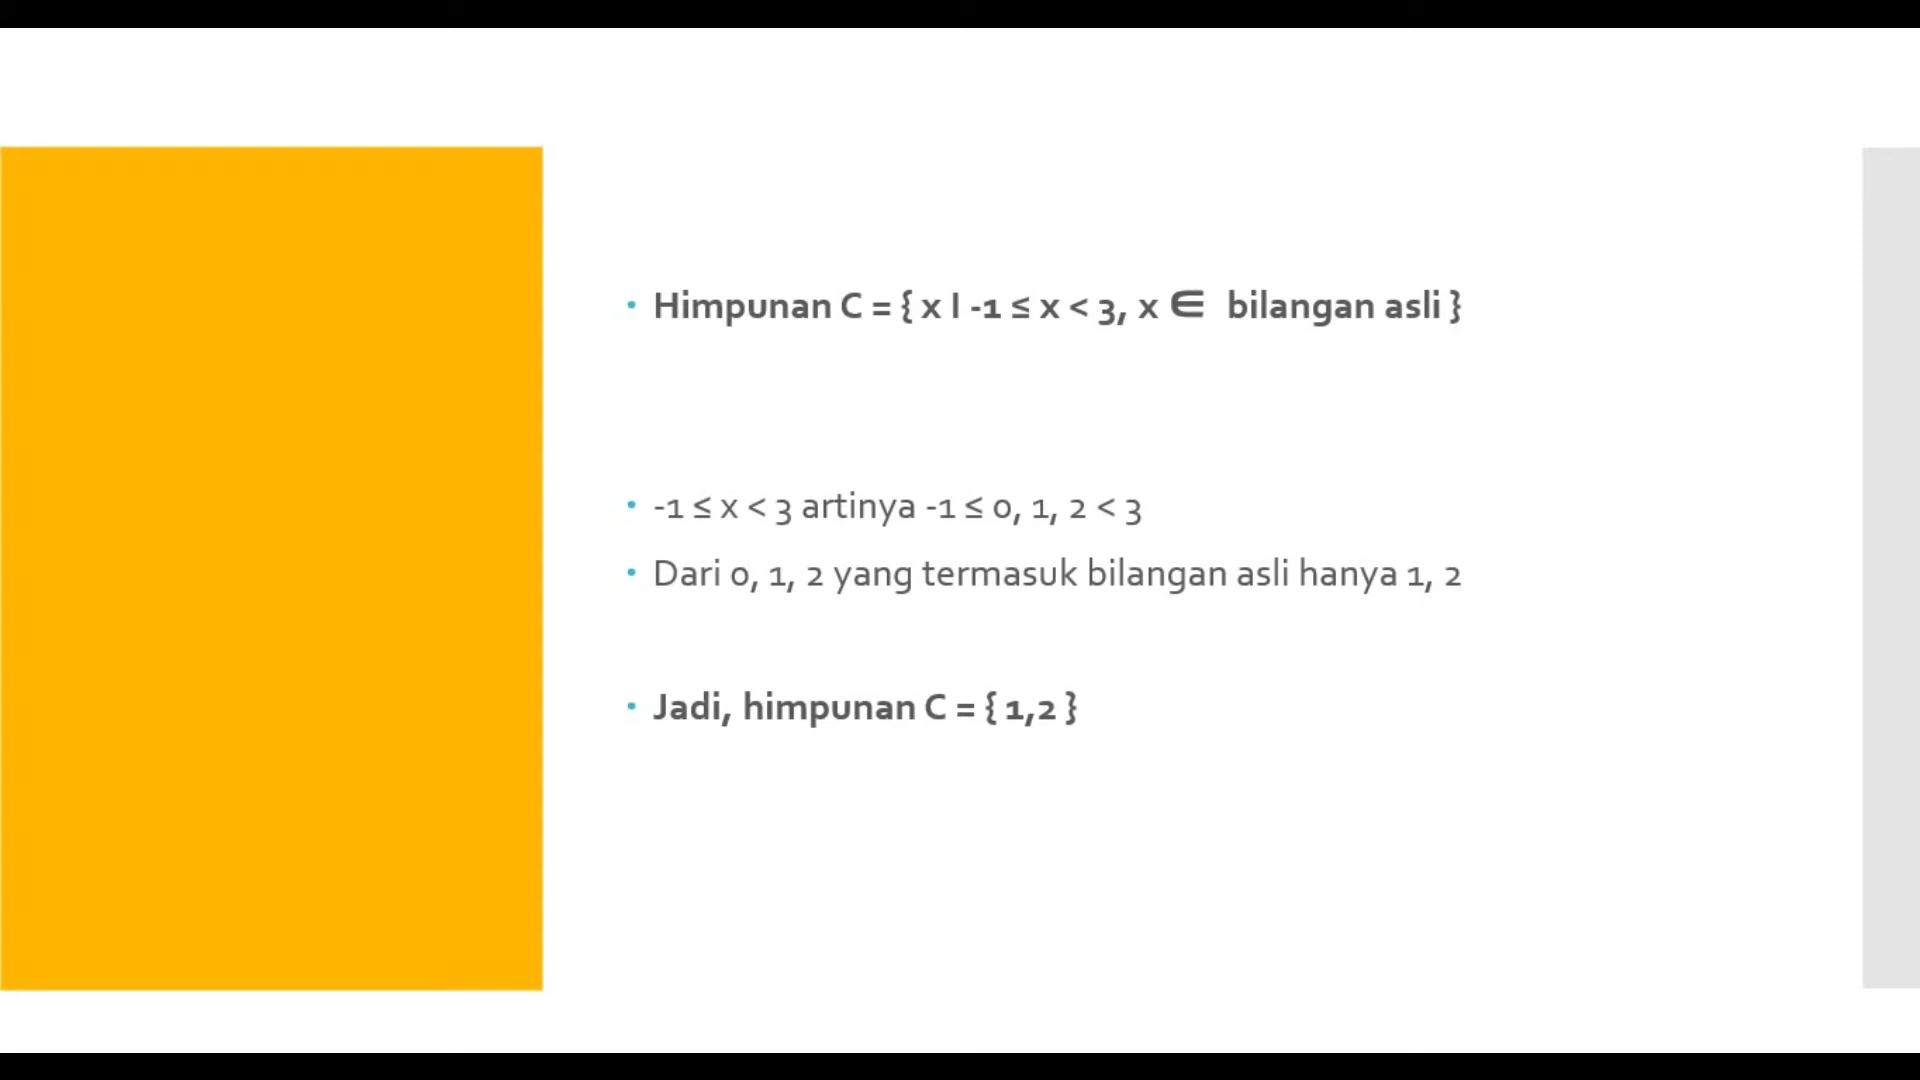 • Himpunan C = { x I -1 ≤ x < 3, x ∈ bilangan asli }
• -1 ≤ x < 3 artinya -1 ≤ 0, 1, 2 < 3
• Dari 0, 1, 2 yang termasuk bilangan asli hanya 1, 2
• Jadi, himpunan C = { 1,2 }